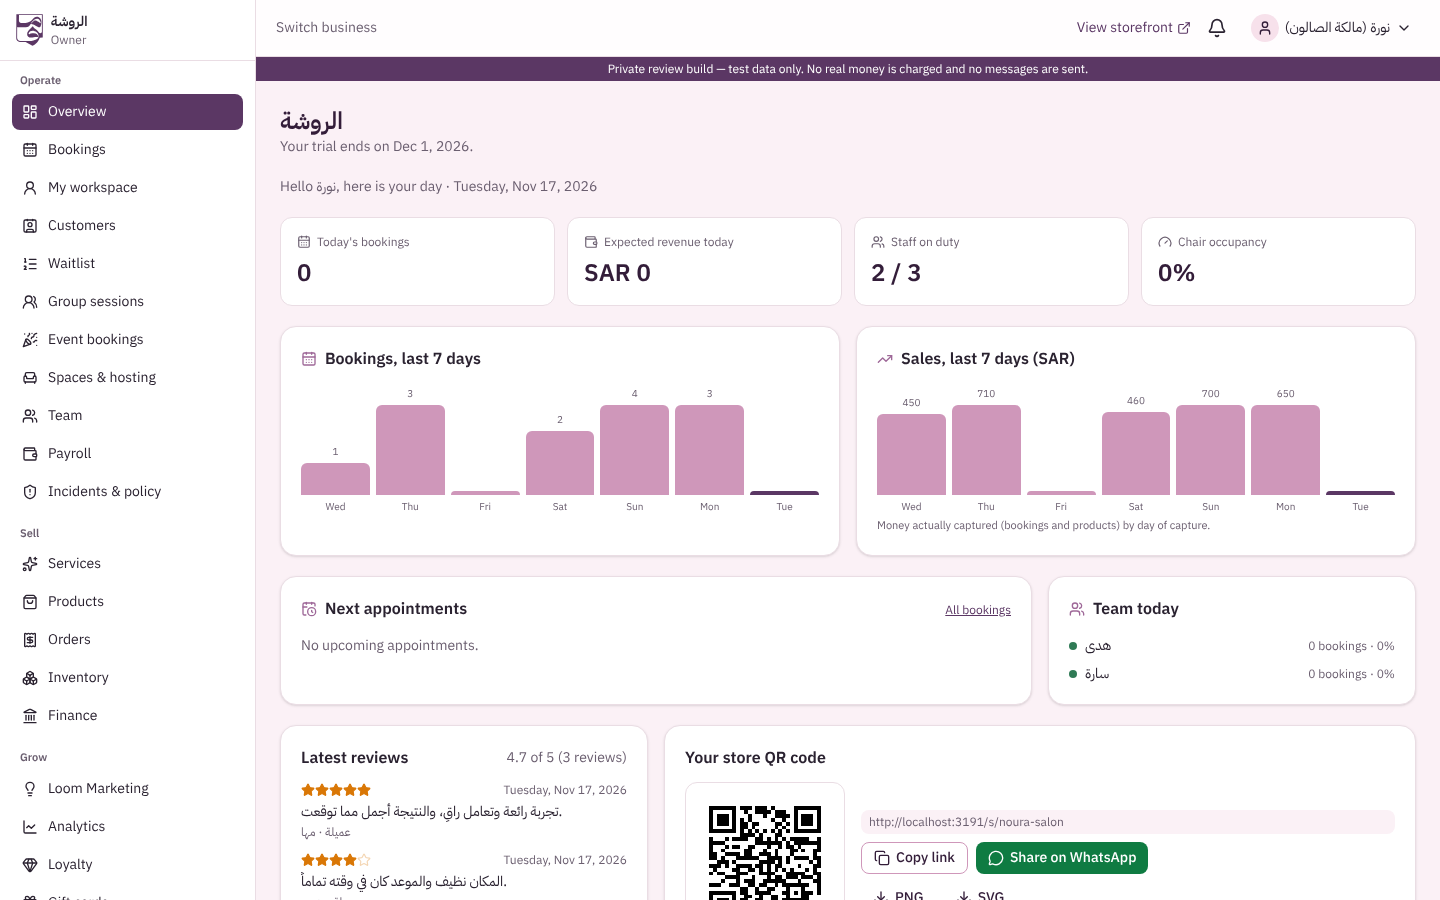 الروشة
Owner
Switch business
View storefront
نورة (مالكة الصالون)
Private review build — test data only. No real money is charged and no messages are sent.
Operate
Overview
Bookings
My workspace
Customers
Waitlist
Group sessions
Event bookings
Spaces & hosting
Team
Payroll
Incidents & policy
Sell
Services
Products
Orders
Inventory
Finance
Grow
Loom Marketing
Analytics
Loyalty
الروشة
Your trial ends on Dec 1, 2026.
Hello نورة, here is your day · Tuesday, Nov 17, 2026
Today's bookings
0
Expected revenue today
SAR 0
Staff on duty
2 / 3
Chair occupancy
0%
Bookings, last 7 days
1 3 2 4 3
Wed Thu Fri Sat Sun Mon Tue
Sales, last 7 days (SAR)
450 710 460 700 650
Wed Thu Fri Sat Sun Mon Tue
Money actually captured (bookings and products) by day of capture.
Next appointments
All bookings
No upcoming appointments.
Team today
هدى 0 bookings · 0%
سارة 0 bookings · 0%
Latest reviews
4.7 of 5 (3 reviews)
Tuesday, Nov 17, 2026
تجربة رائعة وتعامل راقٍ، والنتيجة أجمل مما توقعت.
عميلة · مها
Tuesday, Nov 17, 2026
المكان نظيف والموعد كان في وقته تماماً.
Your store QR code
http://localhost:3191/s/noura-salon
Copy link
Share on WhatsApp
PNG
SVG